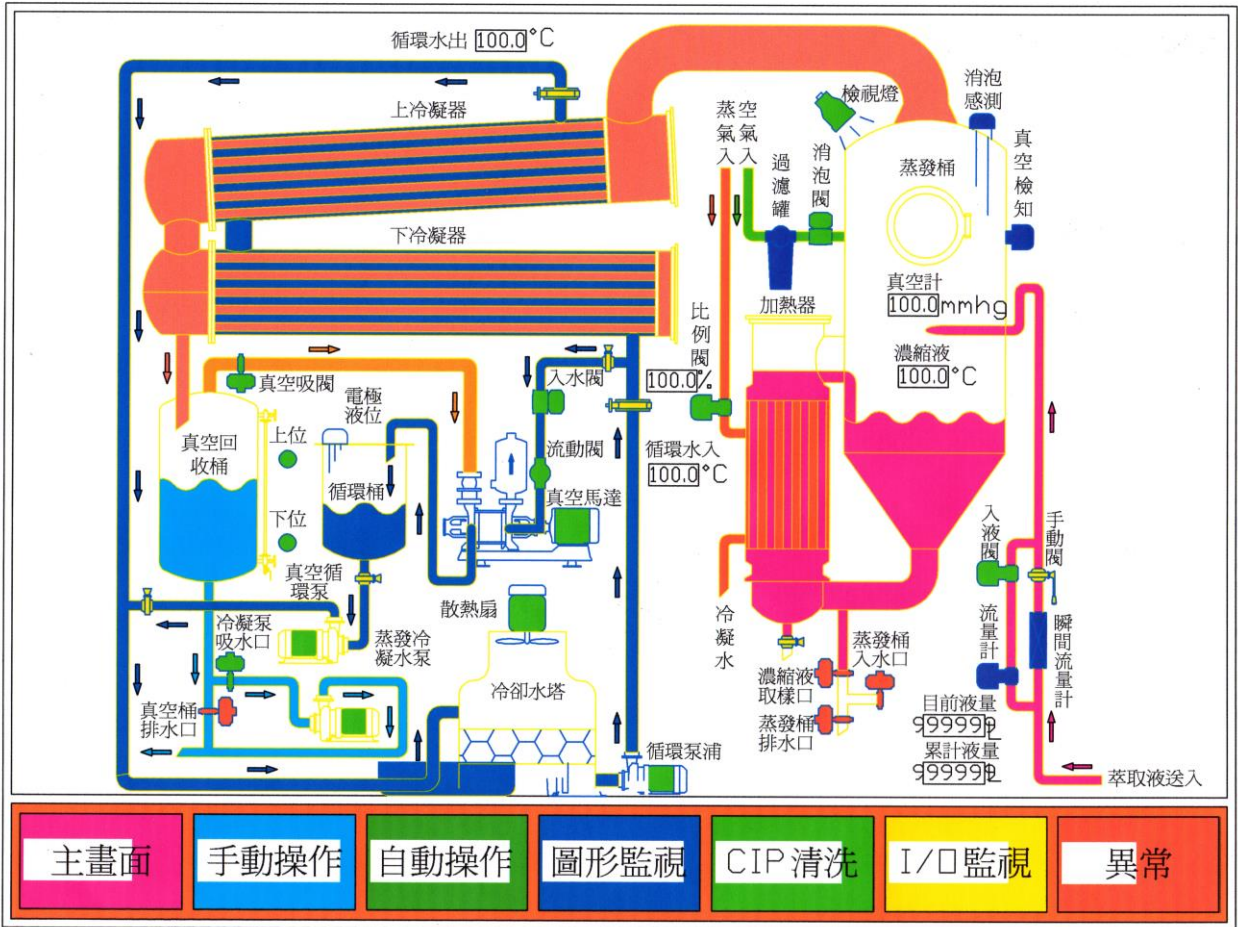 循環水出 100.0°C
上冷凝器
下冷凝器
檢視燈
消泡感測
蒸氣入
空氣入
過濾罐
消泡閥
蒸發桶
真空檢知
真空計
100.0mmhg
加熱器
比例閥
100.0%
濃縮液
100.0°C
真空吸閥
電極液位
入水閥
真空回收桶
上位
下位
循環桶
流動閥
真空馬達
循環水入
100.0°C
真空循環泵
冷凝泵吸水口
蒸發冷凝水泵
散熱扇
冷卻水塔
真空桶排水口
循環泵浦
冷凝水
濃縮液取樣口
蒸發桶入水口
蒸發桶排水口
入液閥
手動閥
流量計
瞬間流量計
目前液量
999999L
累計液量
999999L
萃取液送入
主畫面
手動操作
自動操作
圖形監視
CIP清洗
I/O監視
異常